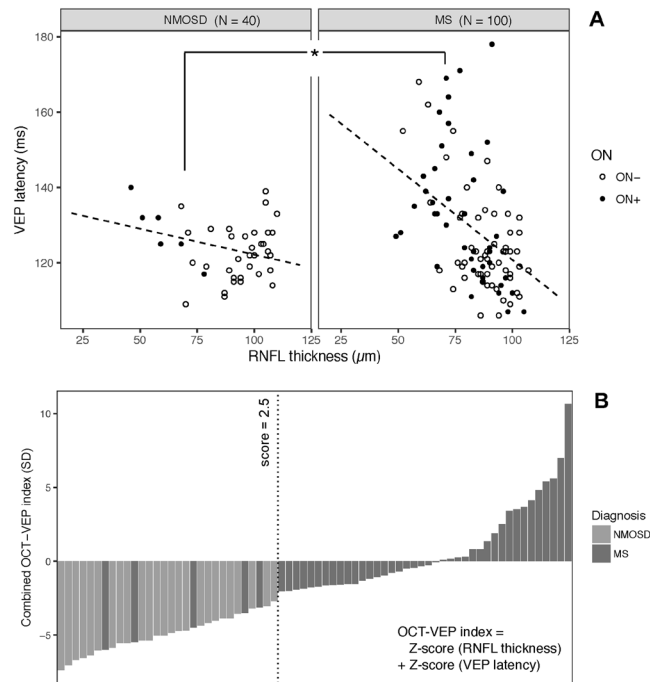 NMOSD (N = 40)
MS (N = 100)
A
180
160
140
120
VEP latency (ms)
*
25
50
75
100
125
25
50
75
100
125
RNFL thickness (µm)
ON
ON−
ON+
B
10
5
0
−5
Combined OCT−VEP index (SD)
score = 2.5
Diagnosis
NMOSD
MS
OCT-VEP index =
Z-score (RNFL thickness)
+ Z-score (VEP latency)